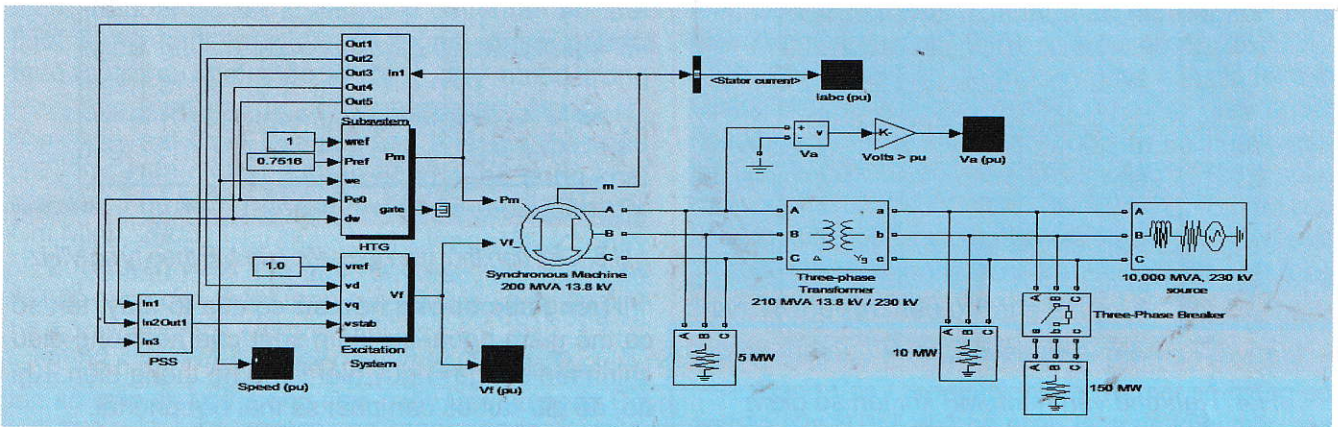 Out1
Out2
Out3
Out4
Out5
In1
Subsystem
<Stator current>
Iabc (pu)
+
-
v
Va
K-
Volts > pu
Va (pu)
1
0.7516
wref
Pref
we
Pe0
dw
Pm
gate
HTG
1.0
vref
vd
vq
vstab
Vf
Excitation
System
In1
In2 Out1
In3
PSS
Speed (pu)
Vf (pu)
m
Pm
Vf_
A
B
C
Synchronous Machine
200 MVA 13.8 kV
A
B
C
a
b
c
Δ
Yg
Three-phase
Transformer
210 MVA 13.8 kV / 230 kV
A
B
C
10,000 MVA, 230 kV
source
A B C
5 MW
A B C
10 MW
A B C
a b c
Three-Phase Breaker
A B C
150 MW